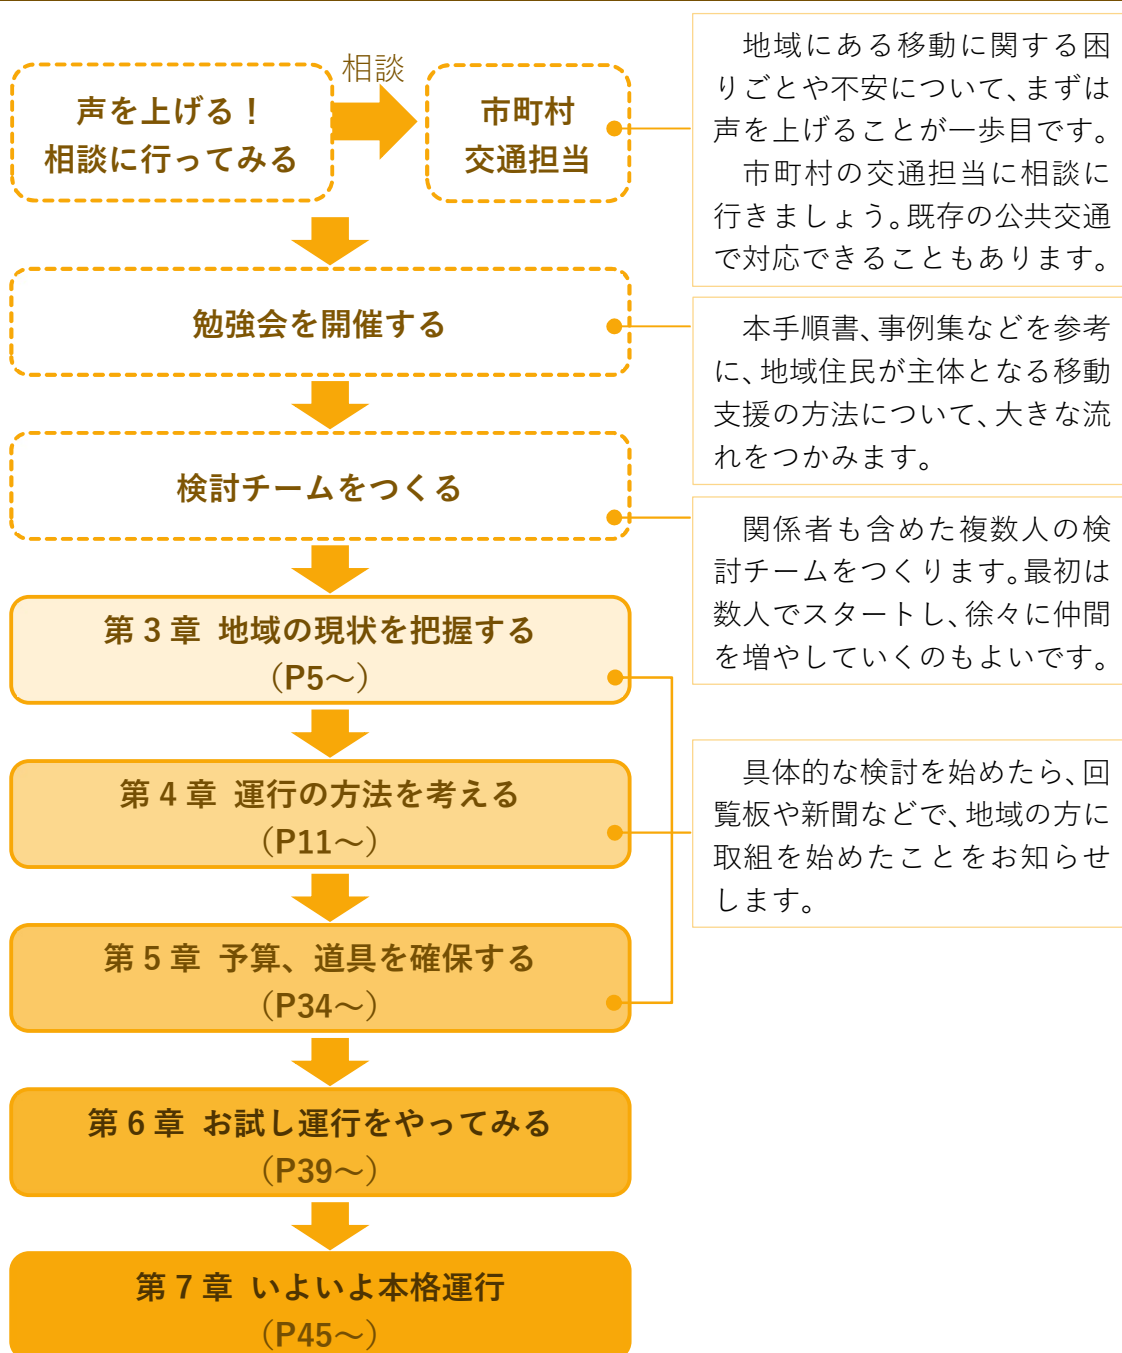 声を上げる！
相談に行ってみる
相談
市町村
交通担当
地域にある移動に関する困
りごとや不安について、まずは
声を上げることが一歩目です。
市町村の交通担当に相談に
行きましょう。既存の公共交通
で対応できることもあります。
勉強会を開催する
本手順書、事例集などを参考
に、地域住民が主体となる移動
支援の方法について、大きな流
れをつかみます。
検討チームをつくる
関係者も含めた複数人の検
討チームをつくります。最初は
数人でスタートし、徐々に仲間
を増やしていくのもよいです。
第３章 地域の現状を把握する
（P5～）
第４章 運行の方法を考える
（P11～）
具体的な検討を始めたら、回
覧板や新聞などで、地域の方に
取組を始めたことをお知らせ
します。
第５章 予算、道具を確保する
（P34～）
第６章 お試し運行をやってみる
（P39～）
第７章 いよいよ本格運行
（P45～）